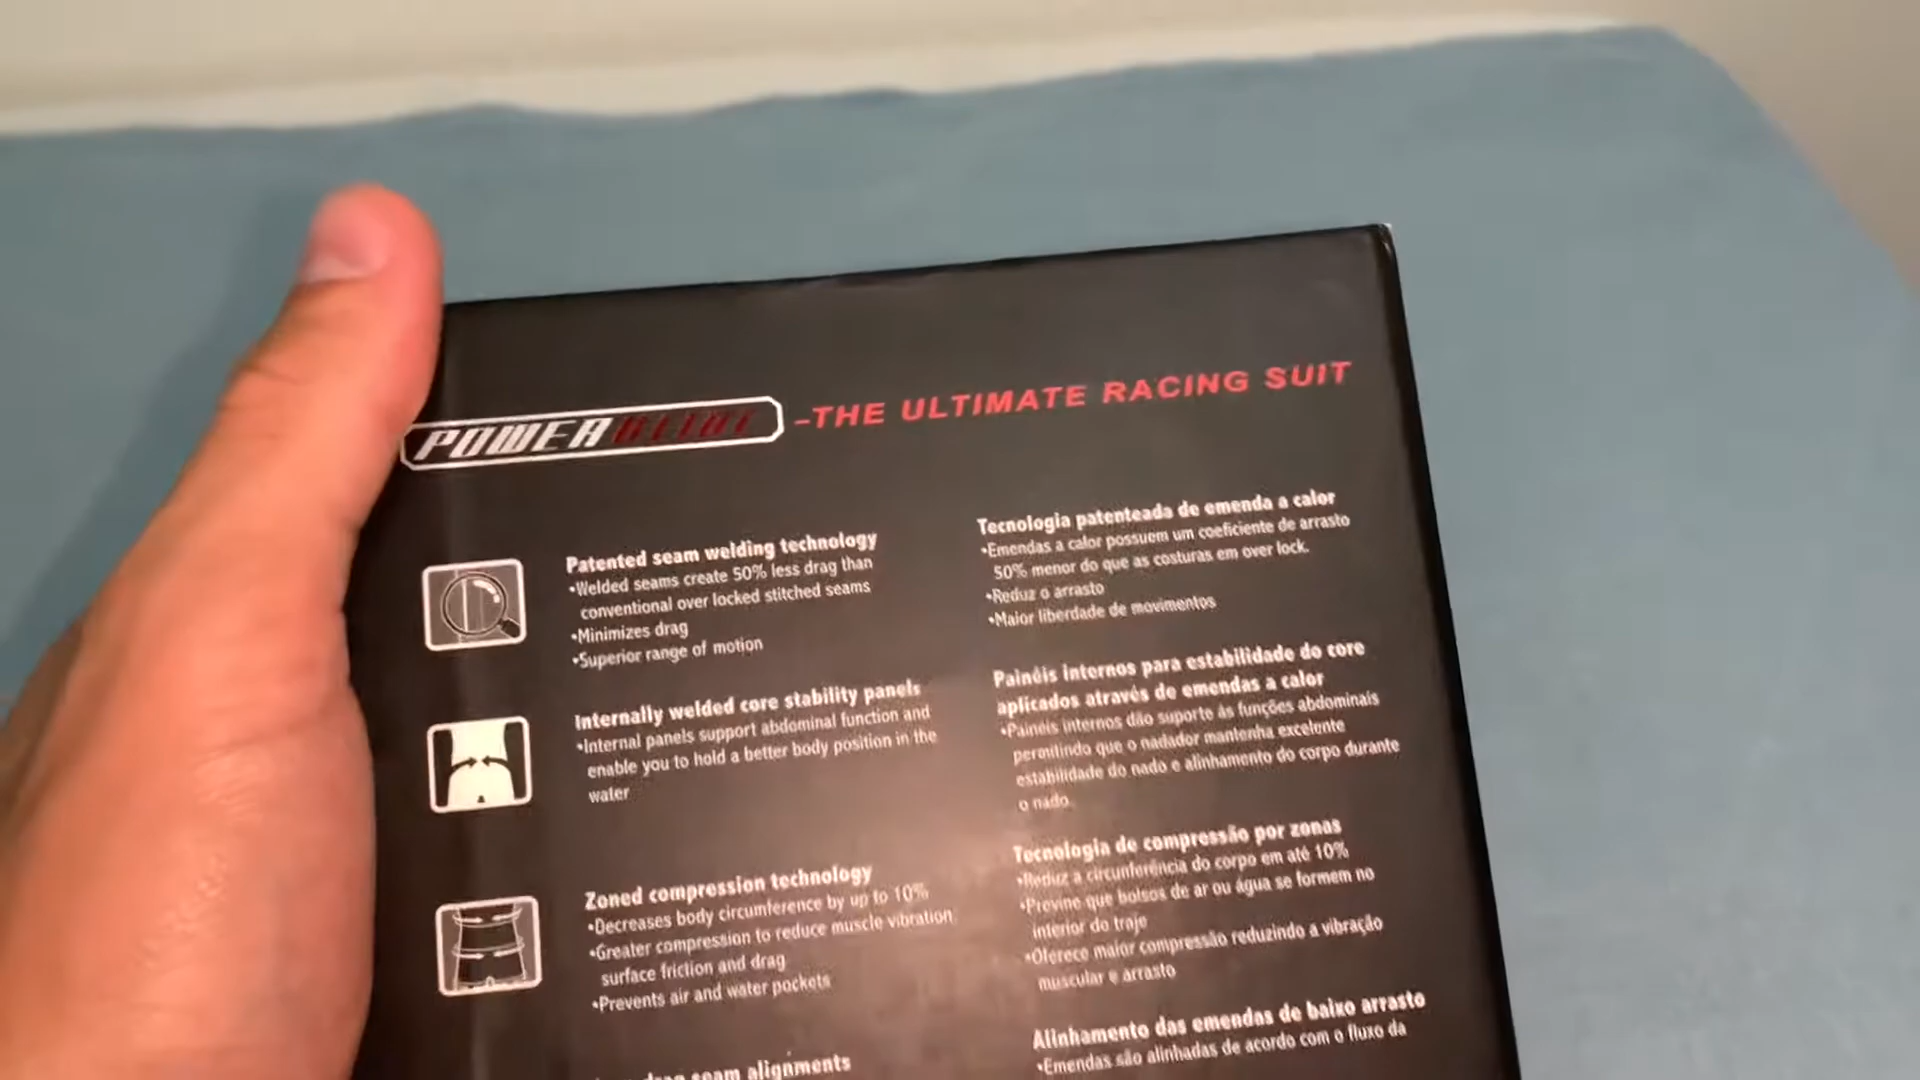 POWER
–THE ULTIMATE RACING SUIT
Patented seam welding technology
•Welded seams create 50% less drag than
conventional over locked stitched seams
•Minimizes drag
•Superior range of motion
Internally welded core stability panels
•Internal panels support abdominal function and
enable you to hold a better body position in the
water
Zoned compression technology
•Decreases body circumference by up to 10%
•Greater compression to reduce muscle vibration
surface friction and drag
•Prevents air and water pockets
drag seam alignments
Tecnologia patenteada de emenda a calor
•Emendas a calor possuem um coeficiente de arrasto
50% menor do que as costuras em over lock.
•Reduz o arrasto
•Maior liberdade de movimentos
Painéis internos para estabilidade do core
aplicados através de emendas a calor
•Painéis internos dão suporte às funções abdominais
permitindo que o nadador mantenha excelente
estabilidade do nado e alinhamento do corpo durante
o nado.
Tecnologia de compressão por zonas
•Reduz a circunferência do corpo em até 10%
•Previne que bolsos de ar ou água se formem no
interior do traje
•Oferece maior compressão reduzindo a vibração
muscular e arrasto
Alinhamento das emendas de baixo arrasto
•Emendas são alinhadas de acordo com o fluxo da